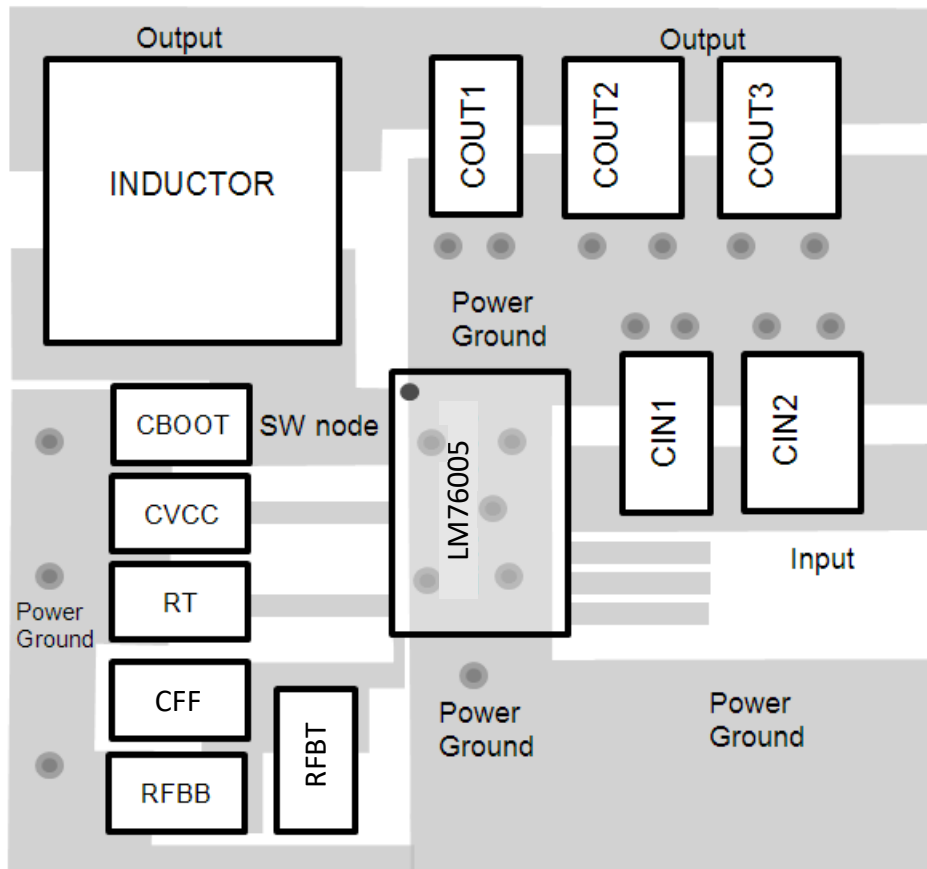 Output
Output
INDUCTOR
COUT1
COUT2
COUT3
Power
Ground
CBOOT
SW node
CIN1
CIN2
CVCC
LM76005
Input
RT
Power
Ground
CFF
RFBT
Power
Ground
Power
Ground
RFBB